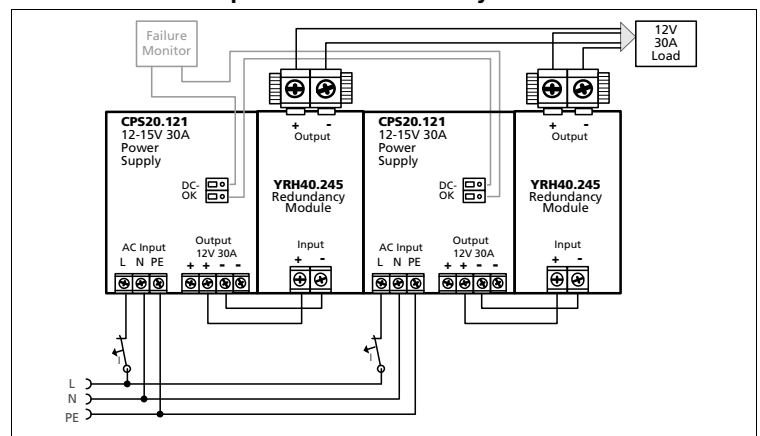 Failure
Monitor
12V
30A
Load
CPS20.121
12-15V 30A
Power
Supply
DC-
OK
AC Input
L N PE
Output
12V 30A
+ + - -
+ -
Output
YRH40.245
Redundancy
Module
Input
+ -
CPS20.121
12-15V 30A
Power
Supply
DC-
OK
AC Input
L N PE
Output
12V 30A
+ + - -
+ -
Output
YRH40.245
Redundancy
Module
Input
+ -
I
I
L
N
PE